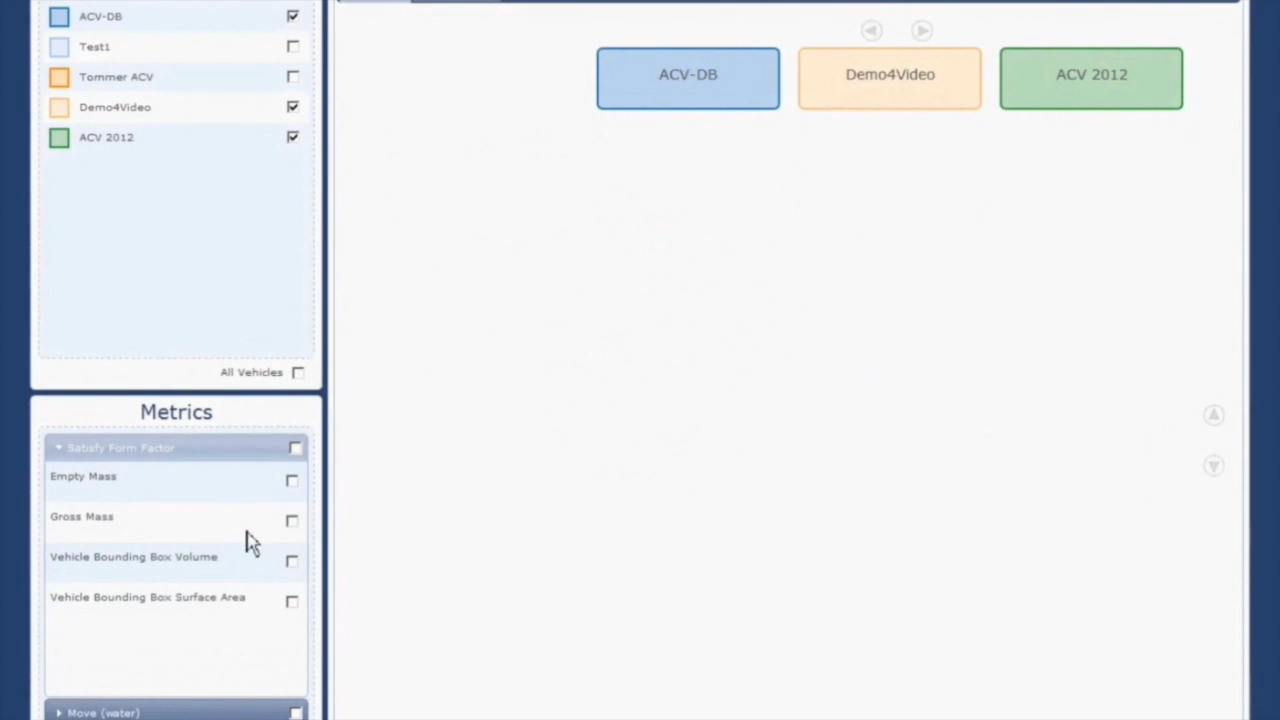 ACV-DB
Test1
Tommer ACV
Demo4Video
ACV 2012
All Vehicles
Metrics
Satisfy Form Factor
Empty Mass
Gross Mass
Vehicle Bounding Box Volume
Vehicle Bounding Box Surface Area
Move (water)
ACV-DB
Demo4Video
ACV 2012